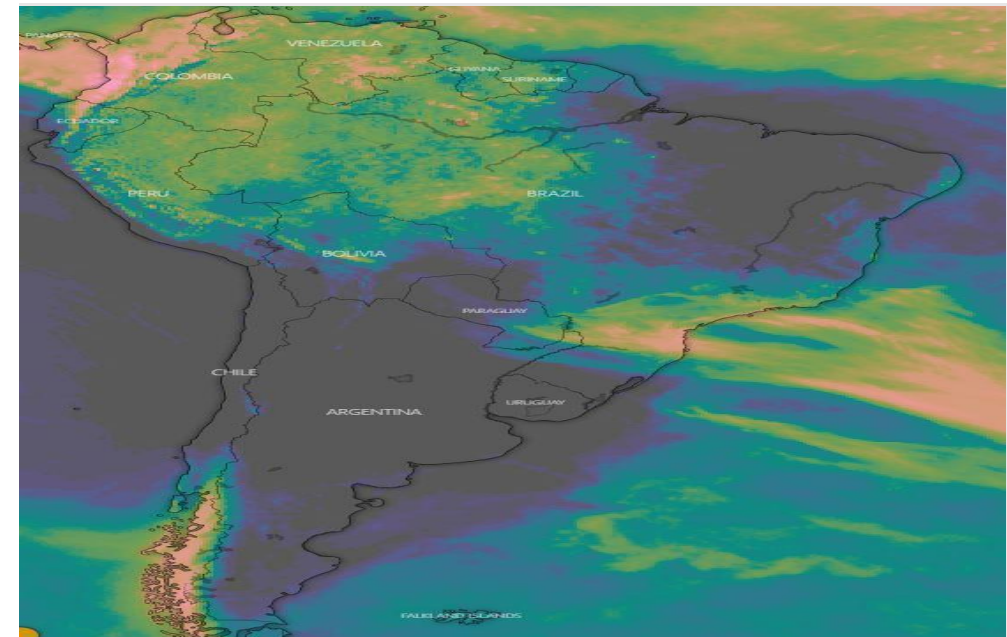 PANAMA
VENEZUELA
GUYANA
COLOMBIA
SURINAME
ECUADOR
PERU
BRAZIL
BOLIVIA
PARAGUAY
CHILE
URUGUAY
ARGENTINA
FALKLAND ISLANDS